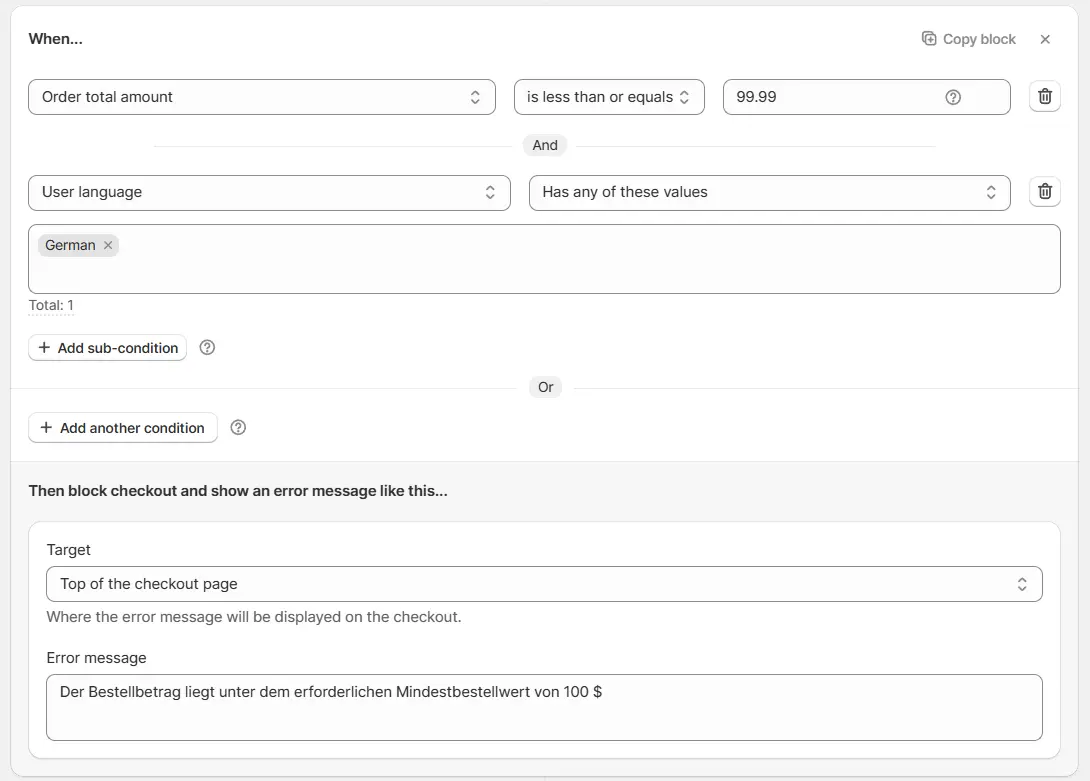 When...
Copy block
Order total amount
is less than or equals
99.99
And
User language
Has any of these values
German
Total: 1
Add sub-condition
Or
Add another condition
Then block checkout and show an error message like this...
Target
Top of the checkout page
Where the error message will be displayed on the checkout.
Error message
Der Bestellbetrag liegt unter dem erforderlichen Mindestbestellwert von 100 $